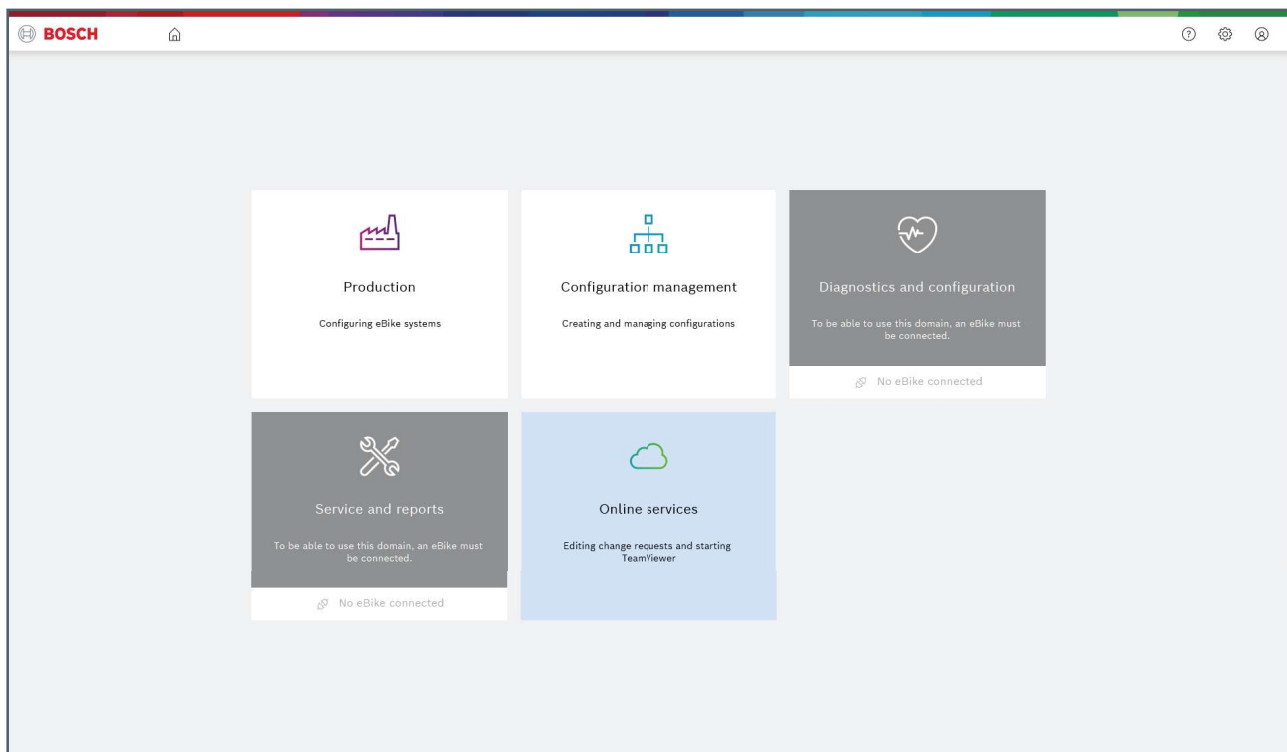 BOSCH
Production
Configuring eBike systems
Configuration management
Creating and managing configurations
Diagnostics and configuration
To be able to use this domain, an eBike must
be connected.
No eBike connected
Service and reports
To be able to use this domain, an eBike must
be connected.
No eBike connected
Online services
Editing change requests and starting
TeamViewer